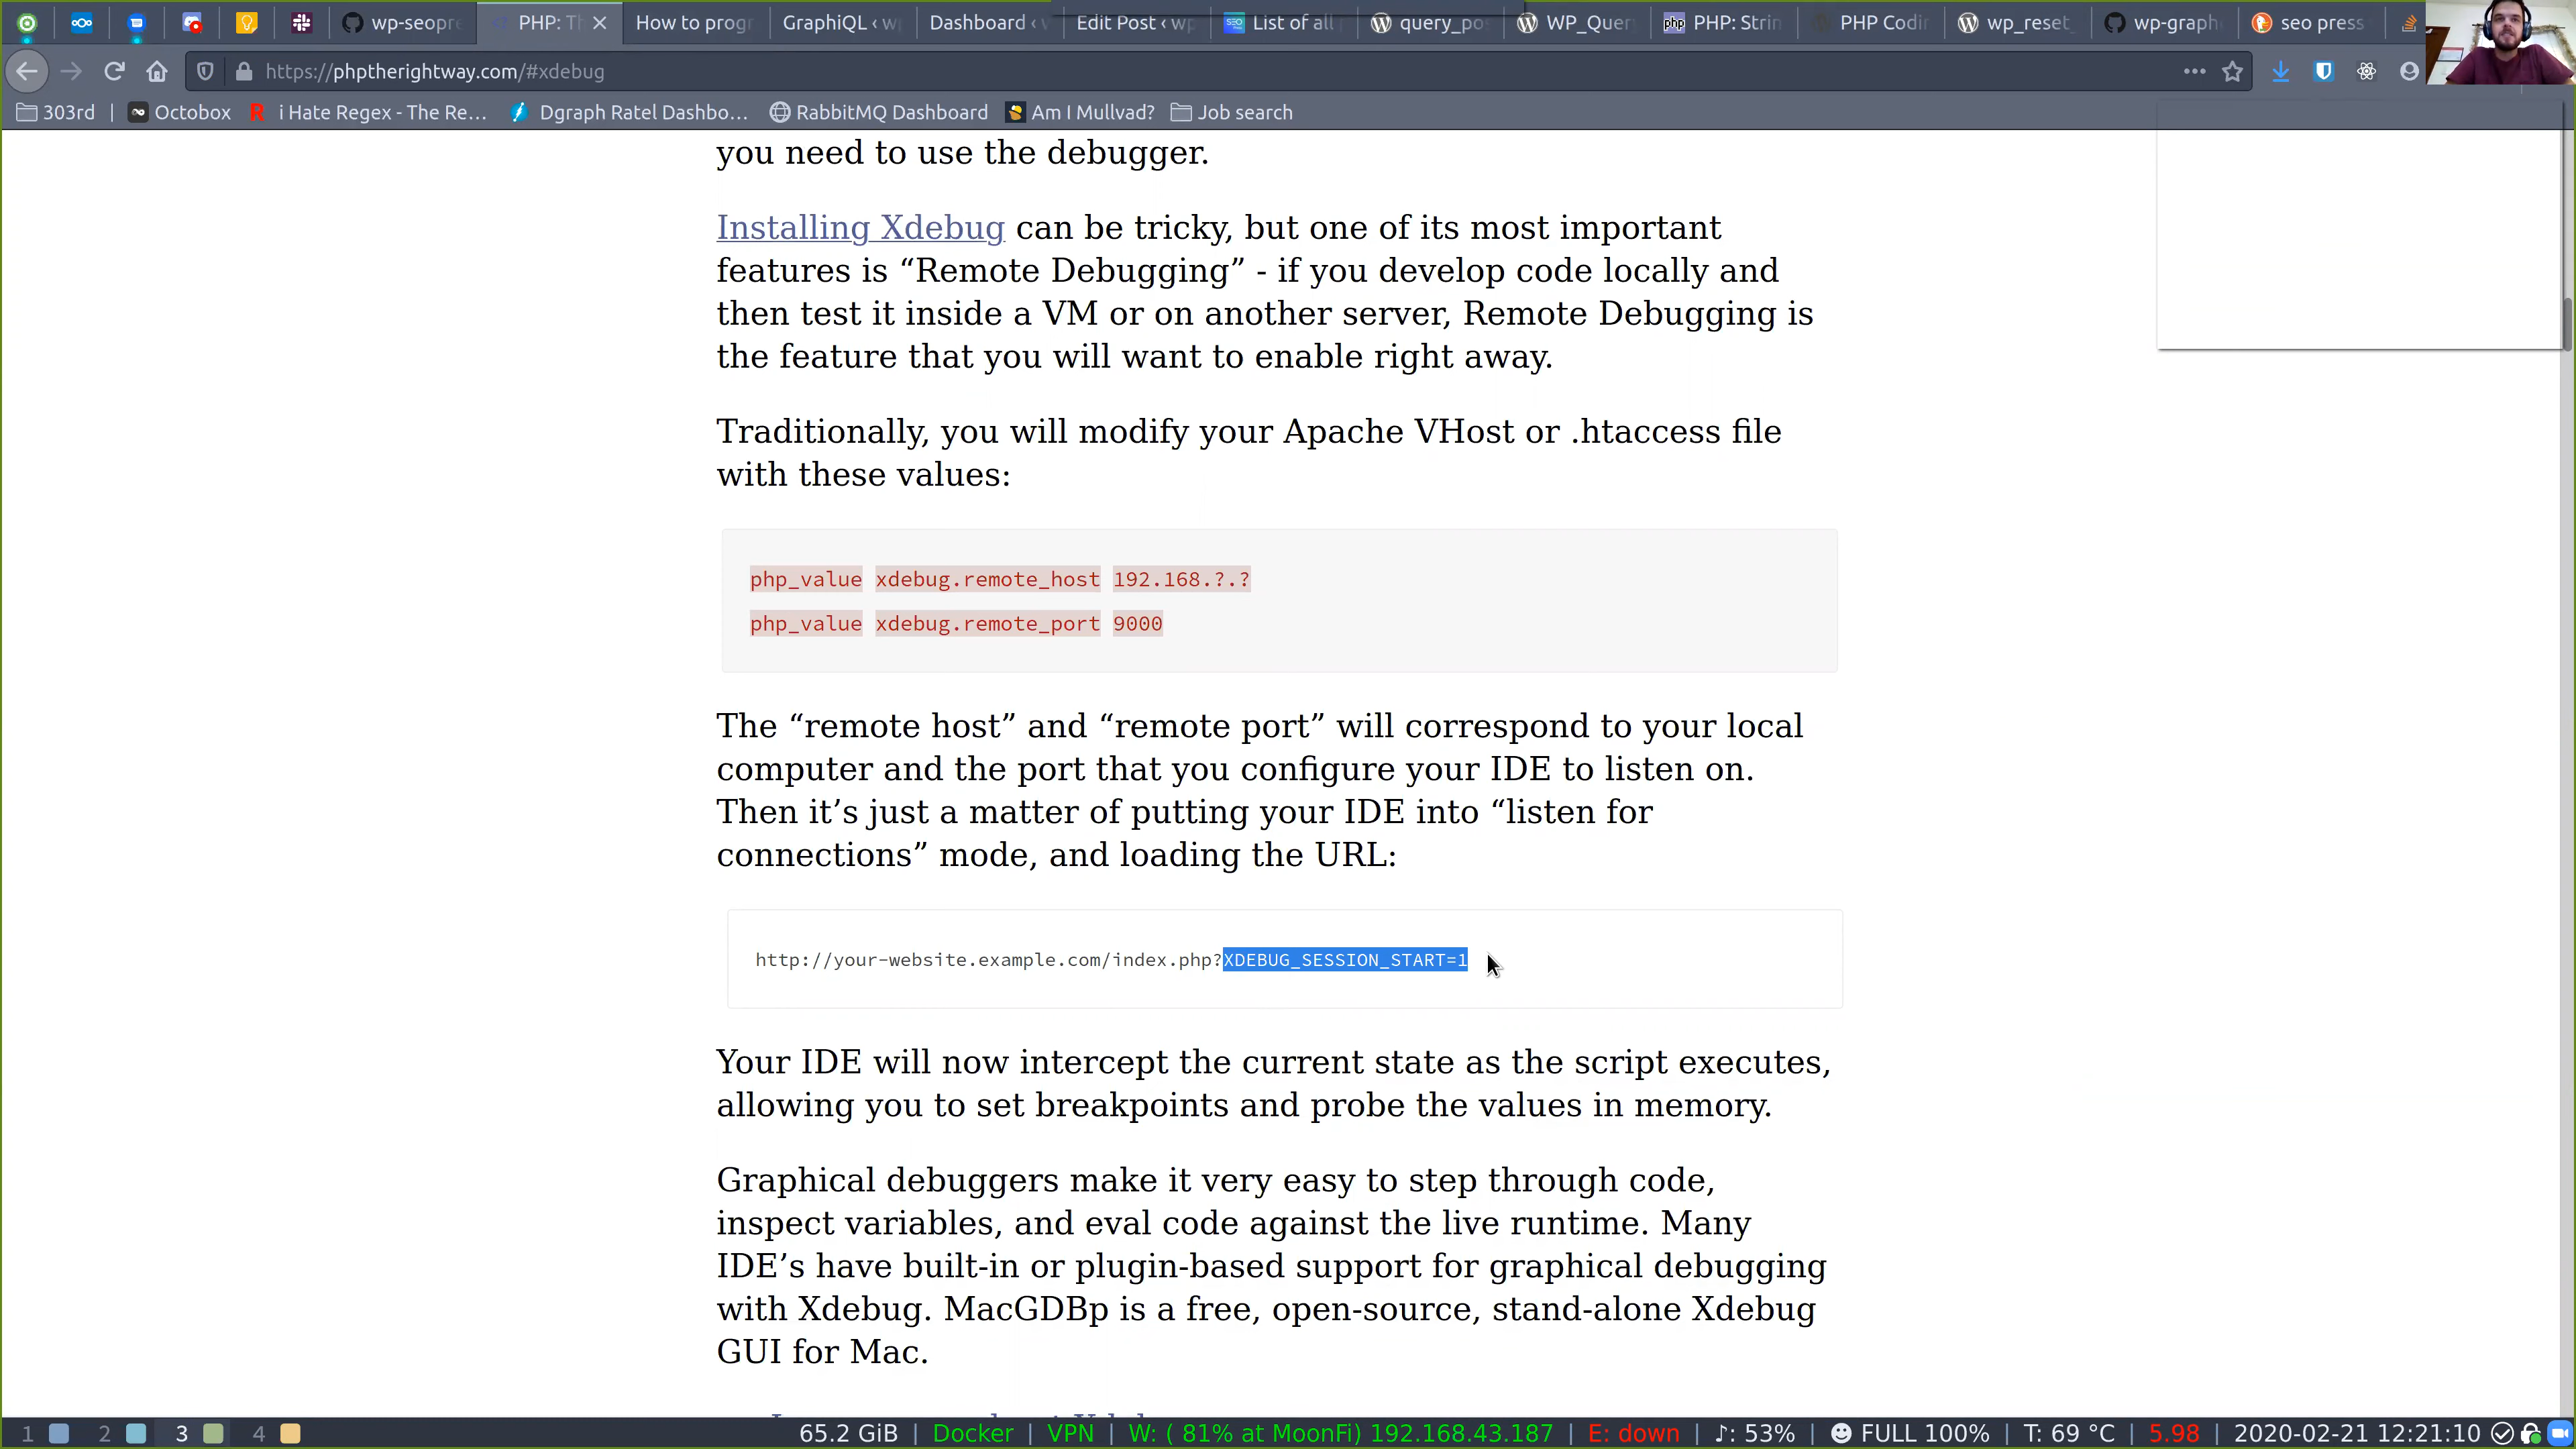 wp-seopre
PHP: Th
How to prog
GraphiQL ‹ w
Dashboard ‹
Edit Post ‹ wp
SEO
List of all
query_pos
WP_Quer
php
PHP: Strin
PHP Codin
wp_reset_
wp-graph
seo press
https://phptherightway.com/#xdebug
303rd | Octobox R i Hate Regex - The Re… Dgraph Ratel Dashbo… RabbitMQ Dashboard Am I Mullvad? Job search
you need to use the debugger.
Installing Xdebug can be tricky, but one of its most important
features is “Remote Debugging” - if you develop code locally and
then test it inside a VM or on another server, Remote Debugging is
the feature that you will want to enable right away.
Traditionally, you will modify your Apache VHost or .htaccess file
with these values:
php_value xdebug.remote_host 192.168.?.?
php_value xdebug.remote_port 9000
The “remote host” and “remote port” will correspond to your local
computer and the port that you configure your IDE to listen on.
Then it’s just a matter of putting your IDE into “listen for
connections” mode, and loading the URL:
http://your-website.example.com/index.php?XDEBUG_SESSION_START=1
Your IDE will now intercept the current state as the script executes,
allowing you to set breakpoints and probe the values in memory.
Graphical debuggers make it very easy to step through code,
inspect variables, and eval code against the live runtime. Many
IDE’s have built-in or plugin-based support for graphical debugging
with Xdebug. MacGDBp is a free, open-source, stand-alone Xdebug
GUI for Mac.
1 2 3 4 65.2 GiB | Docker | VPN | W: ( 81% at MoonFi) 192.168.43.187 | E: down | ♪: 53% | FULL 100% | T: 69 °C | 5.98 | 2020-02-21 12:21:10